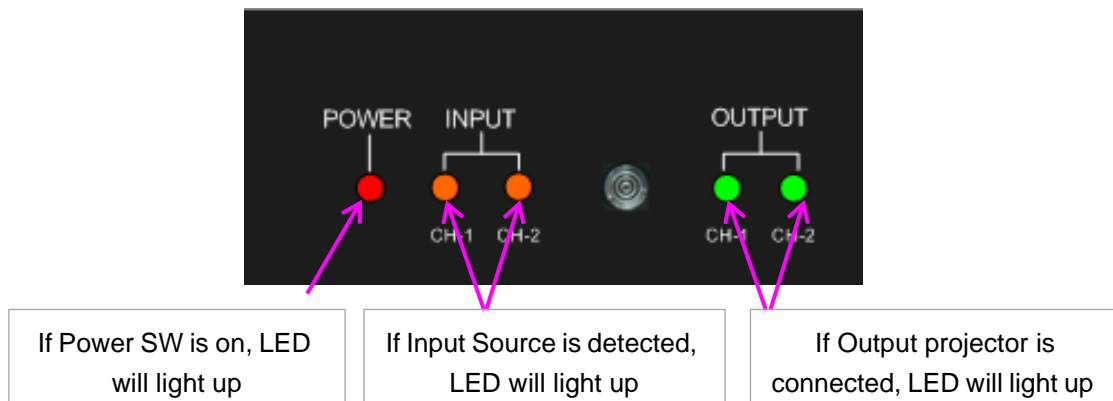 POWER INPUT OUTPUT
CH-1 CH-2 CH-1 CH-2
If Power SW is on, LED
will light up
If Input Source is detected,
LED will light up
If Output projector is
connected, LED will light up